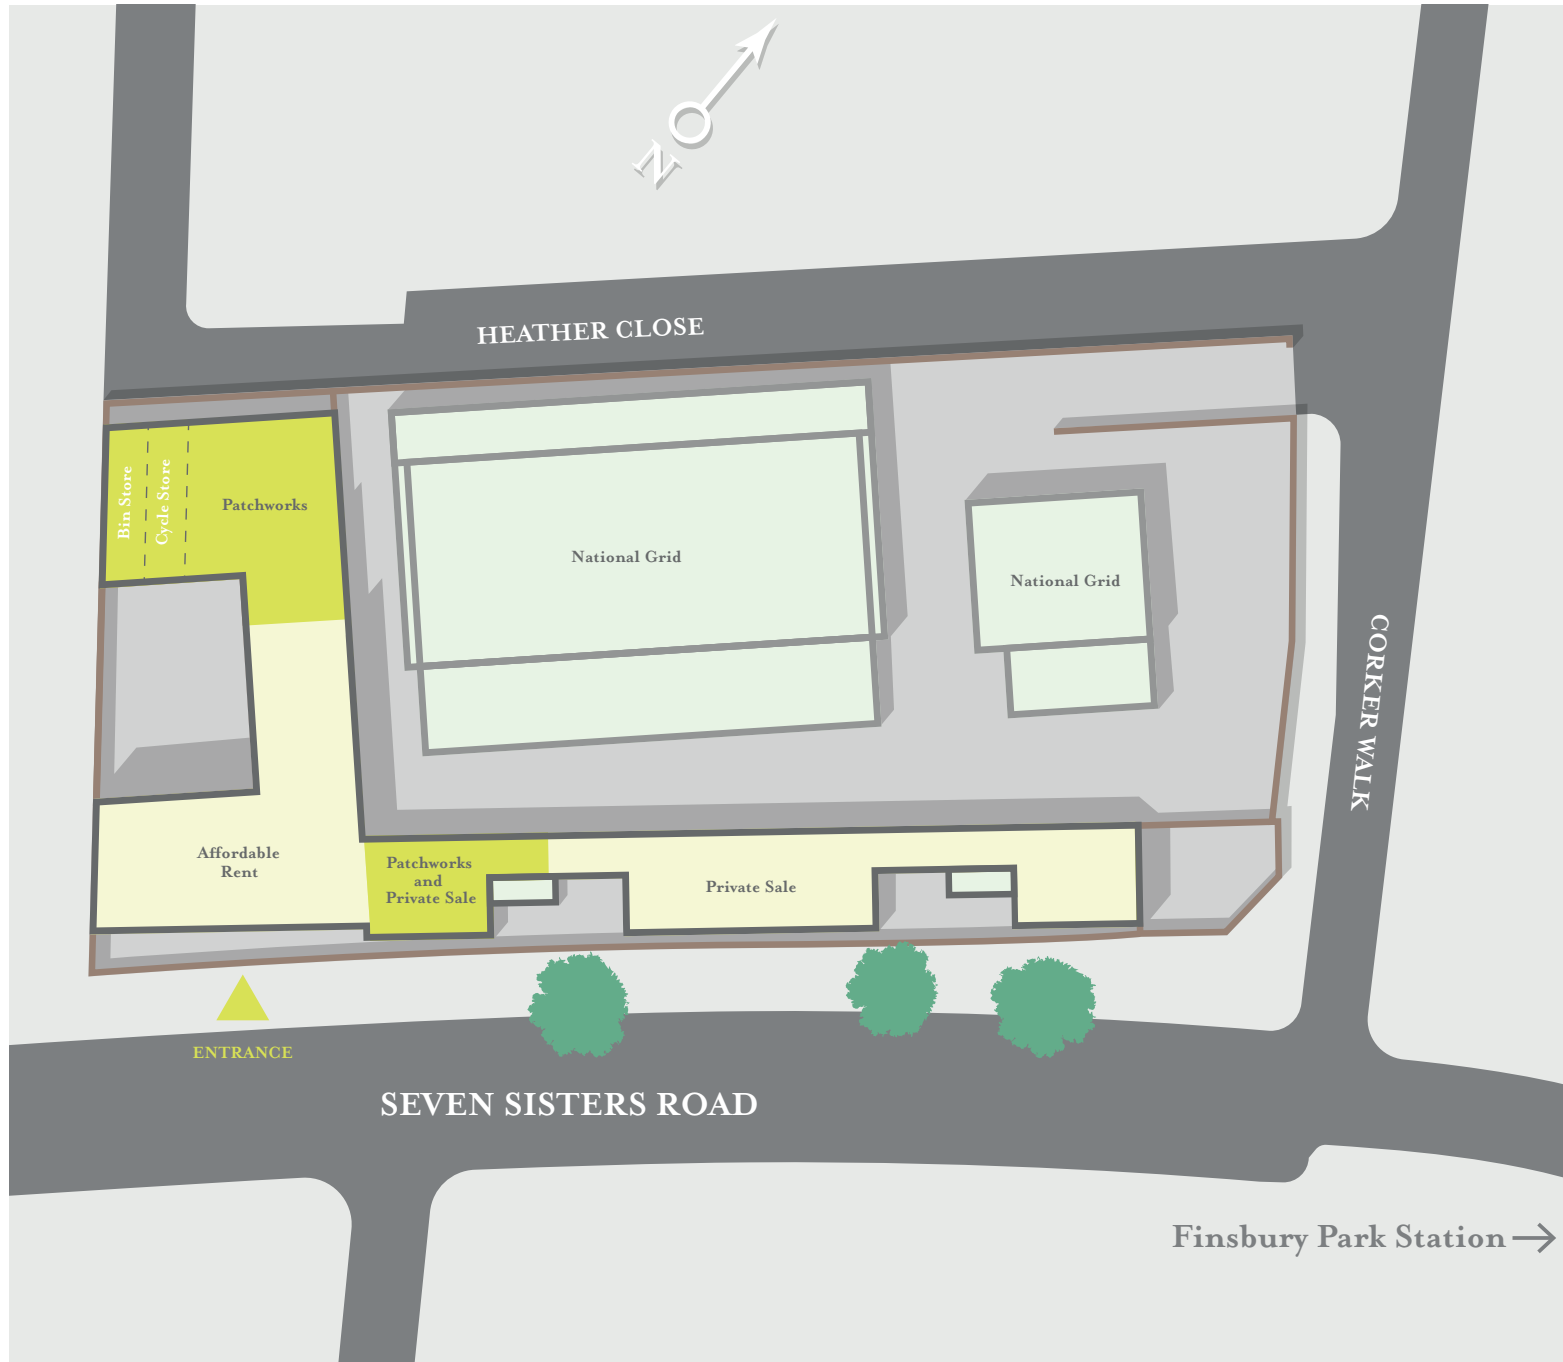 N
HEATHER CLOSE
Bin Store
Cycle Store
Patchworks
National Grid
National Grid
CORKER WALK
Affordable
Rent
Patchworks
and
Private Sale
Private Sale
ENTRANCE
SEVEN SISTERS ROAD
Finsbury Park Station